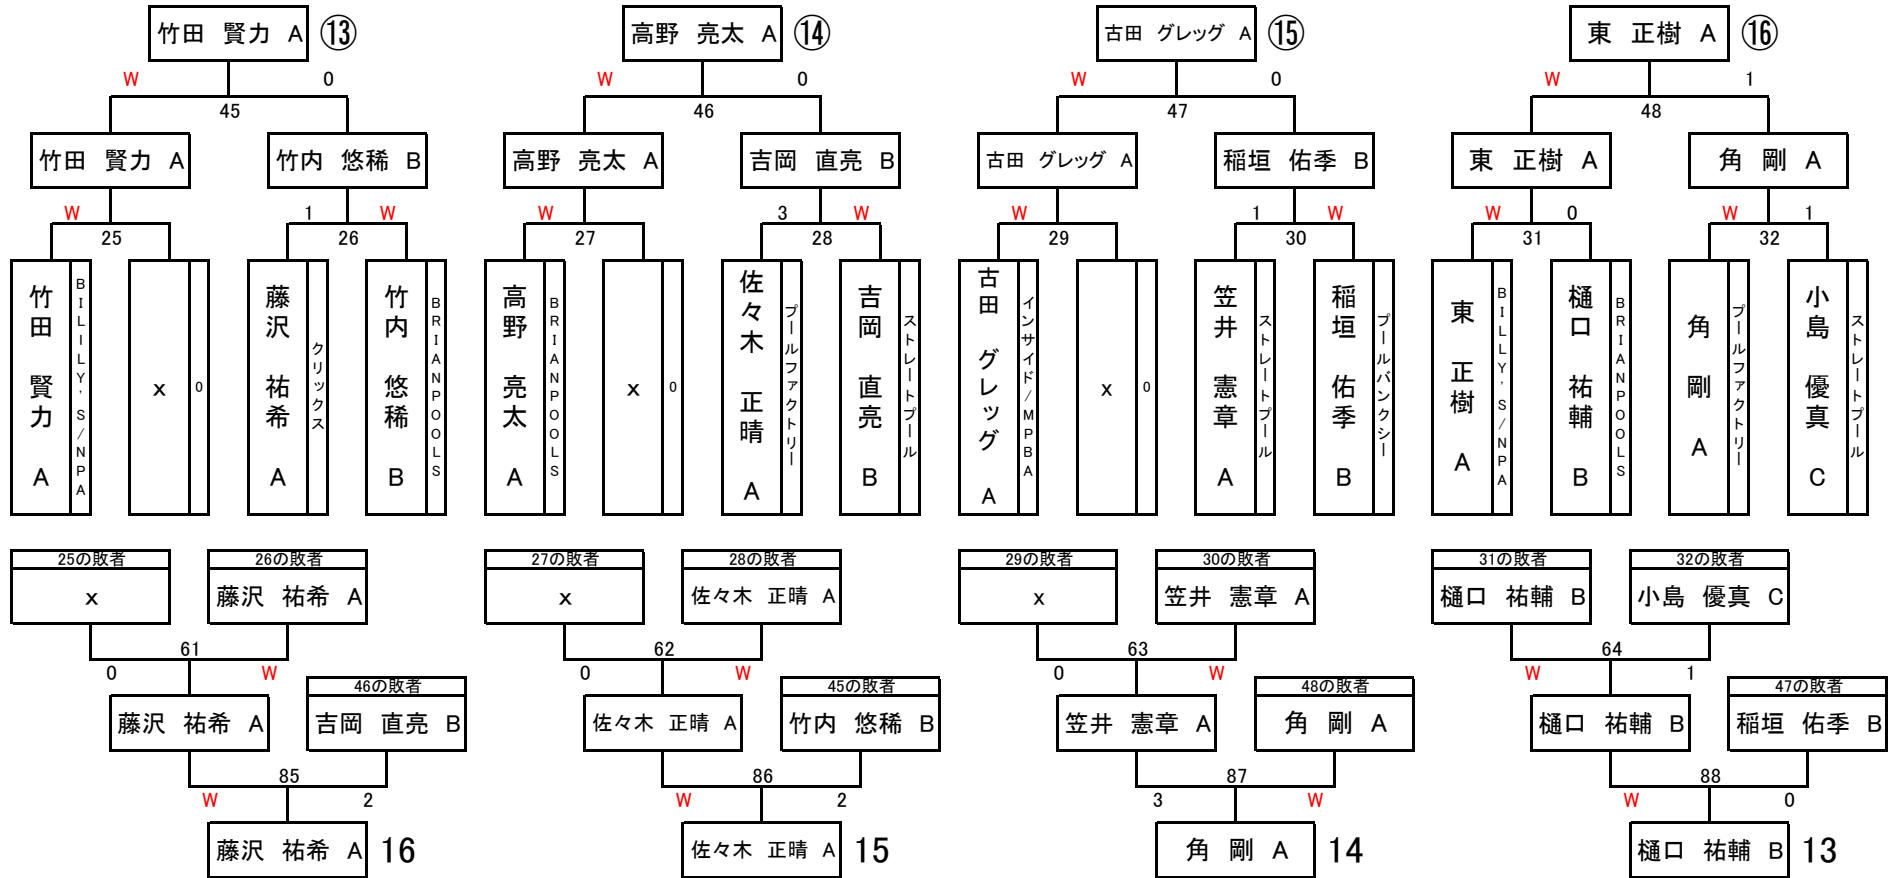 竹田 賢力 A ⑬ 高野 亮太 A ⑭ 古田 グレッグ A ⑮ 東 正樹 A ⑯
W 0 W 0 W 0 W 1
45 46 47 48
竹田 賢力 A 竹内 悠稀 B 高野 亮太 A 吉岡 直亮 B 古田 グレッグ A 稲垣 佑季 B 東 正樹 A 角 剛 A
W 1 W W 3 W W 1 W W 0 W 1
25 26 27 28 29 30 31 32
竹田 賢力 A
BILLY'S/NPA
x
0
藤沢 祐希 A
クリックス
竹内 悠稀 B
BRIANPOOLS
高野 亮太 A
BRIANPOOLS
x
0
佐々木 正晴 A
プールファクトリー
吉岡 直亮 B
ストレートプール
古田 グレッグ A
インサイド/MPBA
x
0
笠井 憲章 A
ストレートプール
稲垣 佑季 B
プールバンクシー
東 正樹 A
BILLY'S/NPA
樋口 祐輔 B
BRIANPOOLS
角 剛 A
プールファクトリー
小島 優真 C
ストレートプール
25の敗者 26の敗者 27の敗者 28の敗者 29の敗者 30の敗者 31の敗者 32の敗者
x 藤沢 祐希 A x 佐々木 正晴 A x 笠井 憲章 A 樋口 祐輔 B 小島 優真 C
61 62 63 64
0 W 0 W 0 W W 1
46の敗者 45の敗者 48の敗者 47の敗者
藤沢 祐希 A 吉岡 直亮 B 佐々木 正晴 A 竹内 悠稀 B 笠井 憲章 A 角 剛 A 樋口 祐輔 B 稲垣 佑季 B
85 86 87 88
W 2 W 2 3 W W 0
藤沢 祐希 A 16 佐々木 正晴 A 15 角 剛 A 14 樋口 祐輔 B 13